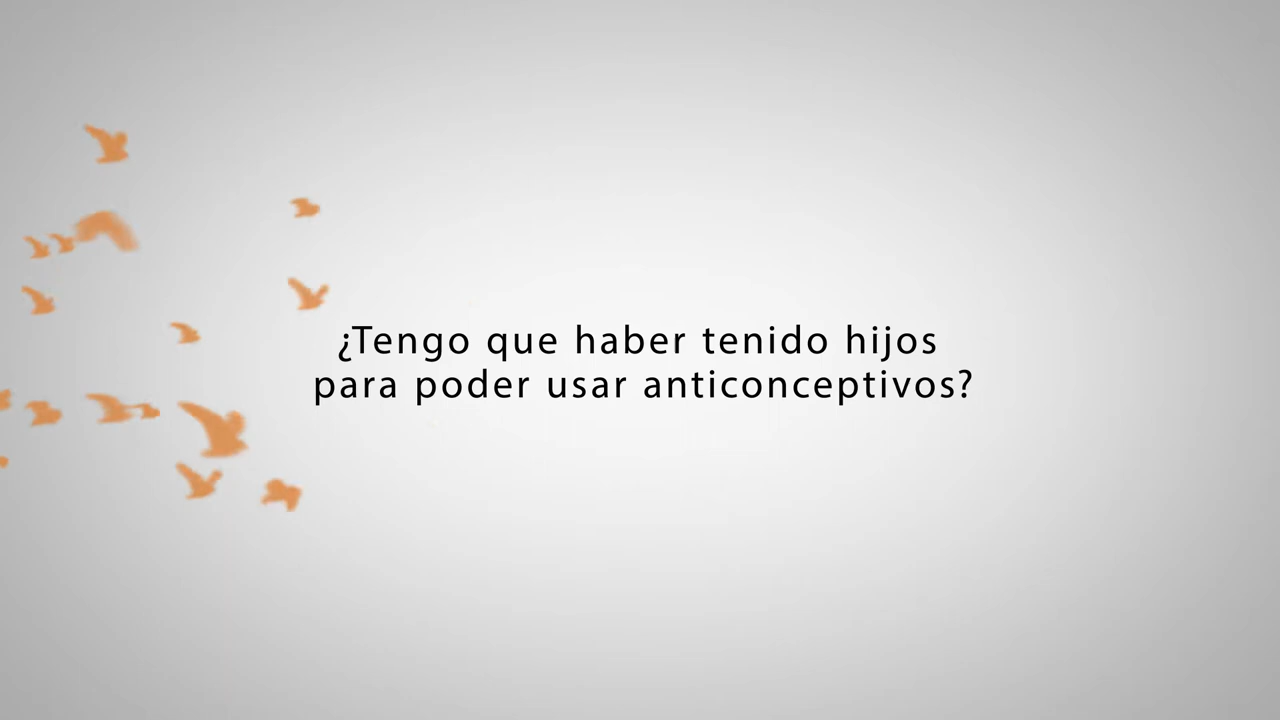 ¿Tengo que haber tenido hijos
para poder usar anticonceptivos?